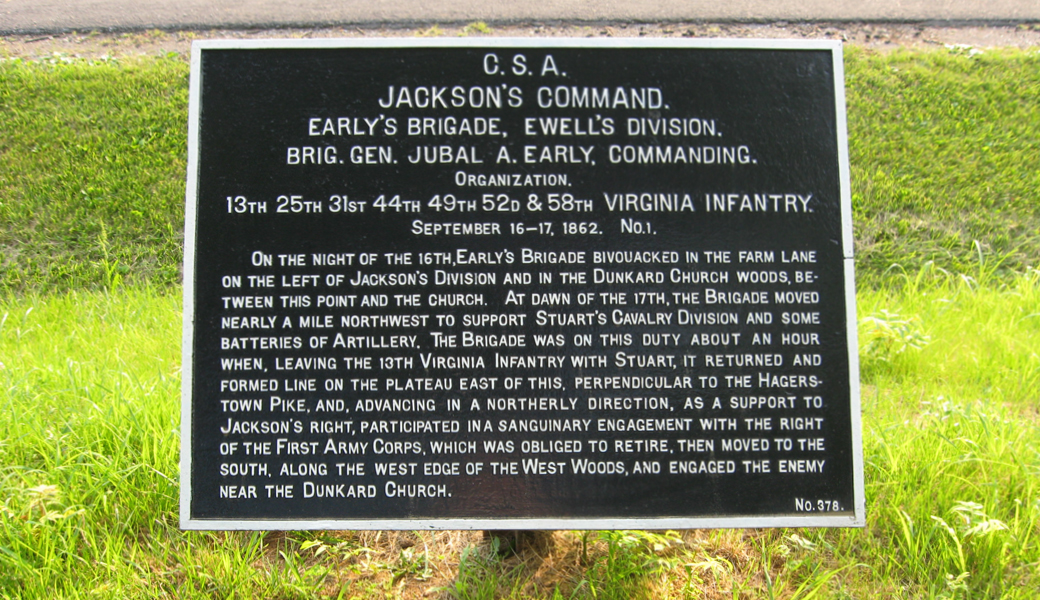 C. S. A.
JACKSON'S COMMAND.
EARLY'S BRIGADE, EWELL'S DIVISION.
BRIG. GEN. JUBAL A. EARLY, COMMANDING.
ORGANIZATION.
13TH 25TH 31ST 44TH 49TH 52D & 58TH VIRGINIA INFANTRY.
SEPTEMBER 16–17, 1862. NO.1.
ON THE NIGHT OF THE 16TH, EARLY'S BRIGADE BIVOUACKED IN THE FARM LANE
ON THE LEFT OF JACKSON'S DIVISION AND IN THE DUNKARD CHURCH WOODS, BE-
TWEEN THIS POINT AND THE CHURCH. AT DAWN OF THE 17TH, THE BRIGADE MOVED
NEARLY A MILE NORTHWEST TO SUPPORT STUART'S CAVALRY DIVISION AND SOME
BATTERIES OF ARTILLERY. THE BRIGADE WAS ON THIS DUTY ABOUT AN HOUR
WHEN, LEAVING THE 13TH VIRGINIA INFANTRY WITH STUART, IT RETURNED AND
FORMED LINE ON THE PLATEAU EAST OF THIS, PERPENDICULAR TO THE HAGERS-
TOWN PIKE, AND, ADVANCING IN A NORTHERLY DIRECTION, AS A SUPPORT TO
JACKSON'S RIGHT, PARTICIPATED IN A SANGUINARY ENGAGEMENT WITH THE RIGHT
OF THE FIRST ARMY CORPS, WHICH WAS OBLIGED TO RETIRE, THEN MOVED TO THE
SOUTH, ALONG THE WEST EDGE OF THE WEST WOODS, AND ENGAGED THE ENEMY
NEAR THE DUNKARD CHURCH.
NO. 378.